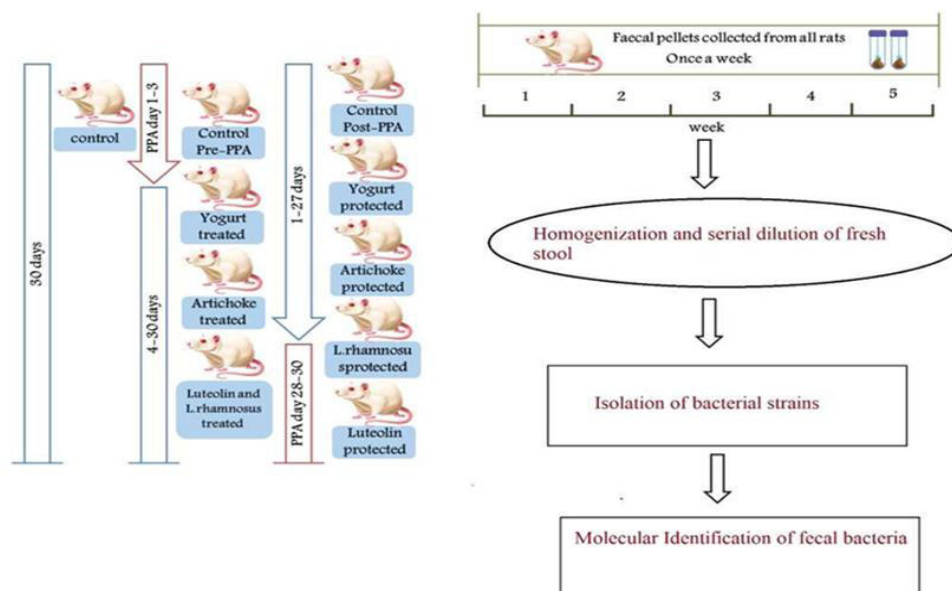 30 days
control
PPA day 1-3
4-30 days
Control
Pre-PPA
Yogurt
treated
Artichoke
treated
Luteolin and
L.rhamnosus
treated
1-27 days
PPA day 28-30
Control
Post-PPA
Yogurt
protected
Artichoke
protected
L.rhamnosu
sprotected
Luteolin
protected
Faecal pellets collected from all rats
Once a week
1 2 3 4 5
week
Homogenization and serial dilution of fresh
stool
Isolation of bacterial strains
Molecular Identification of fecal bacteria